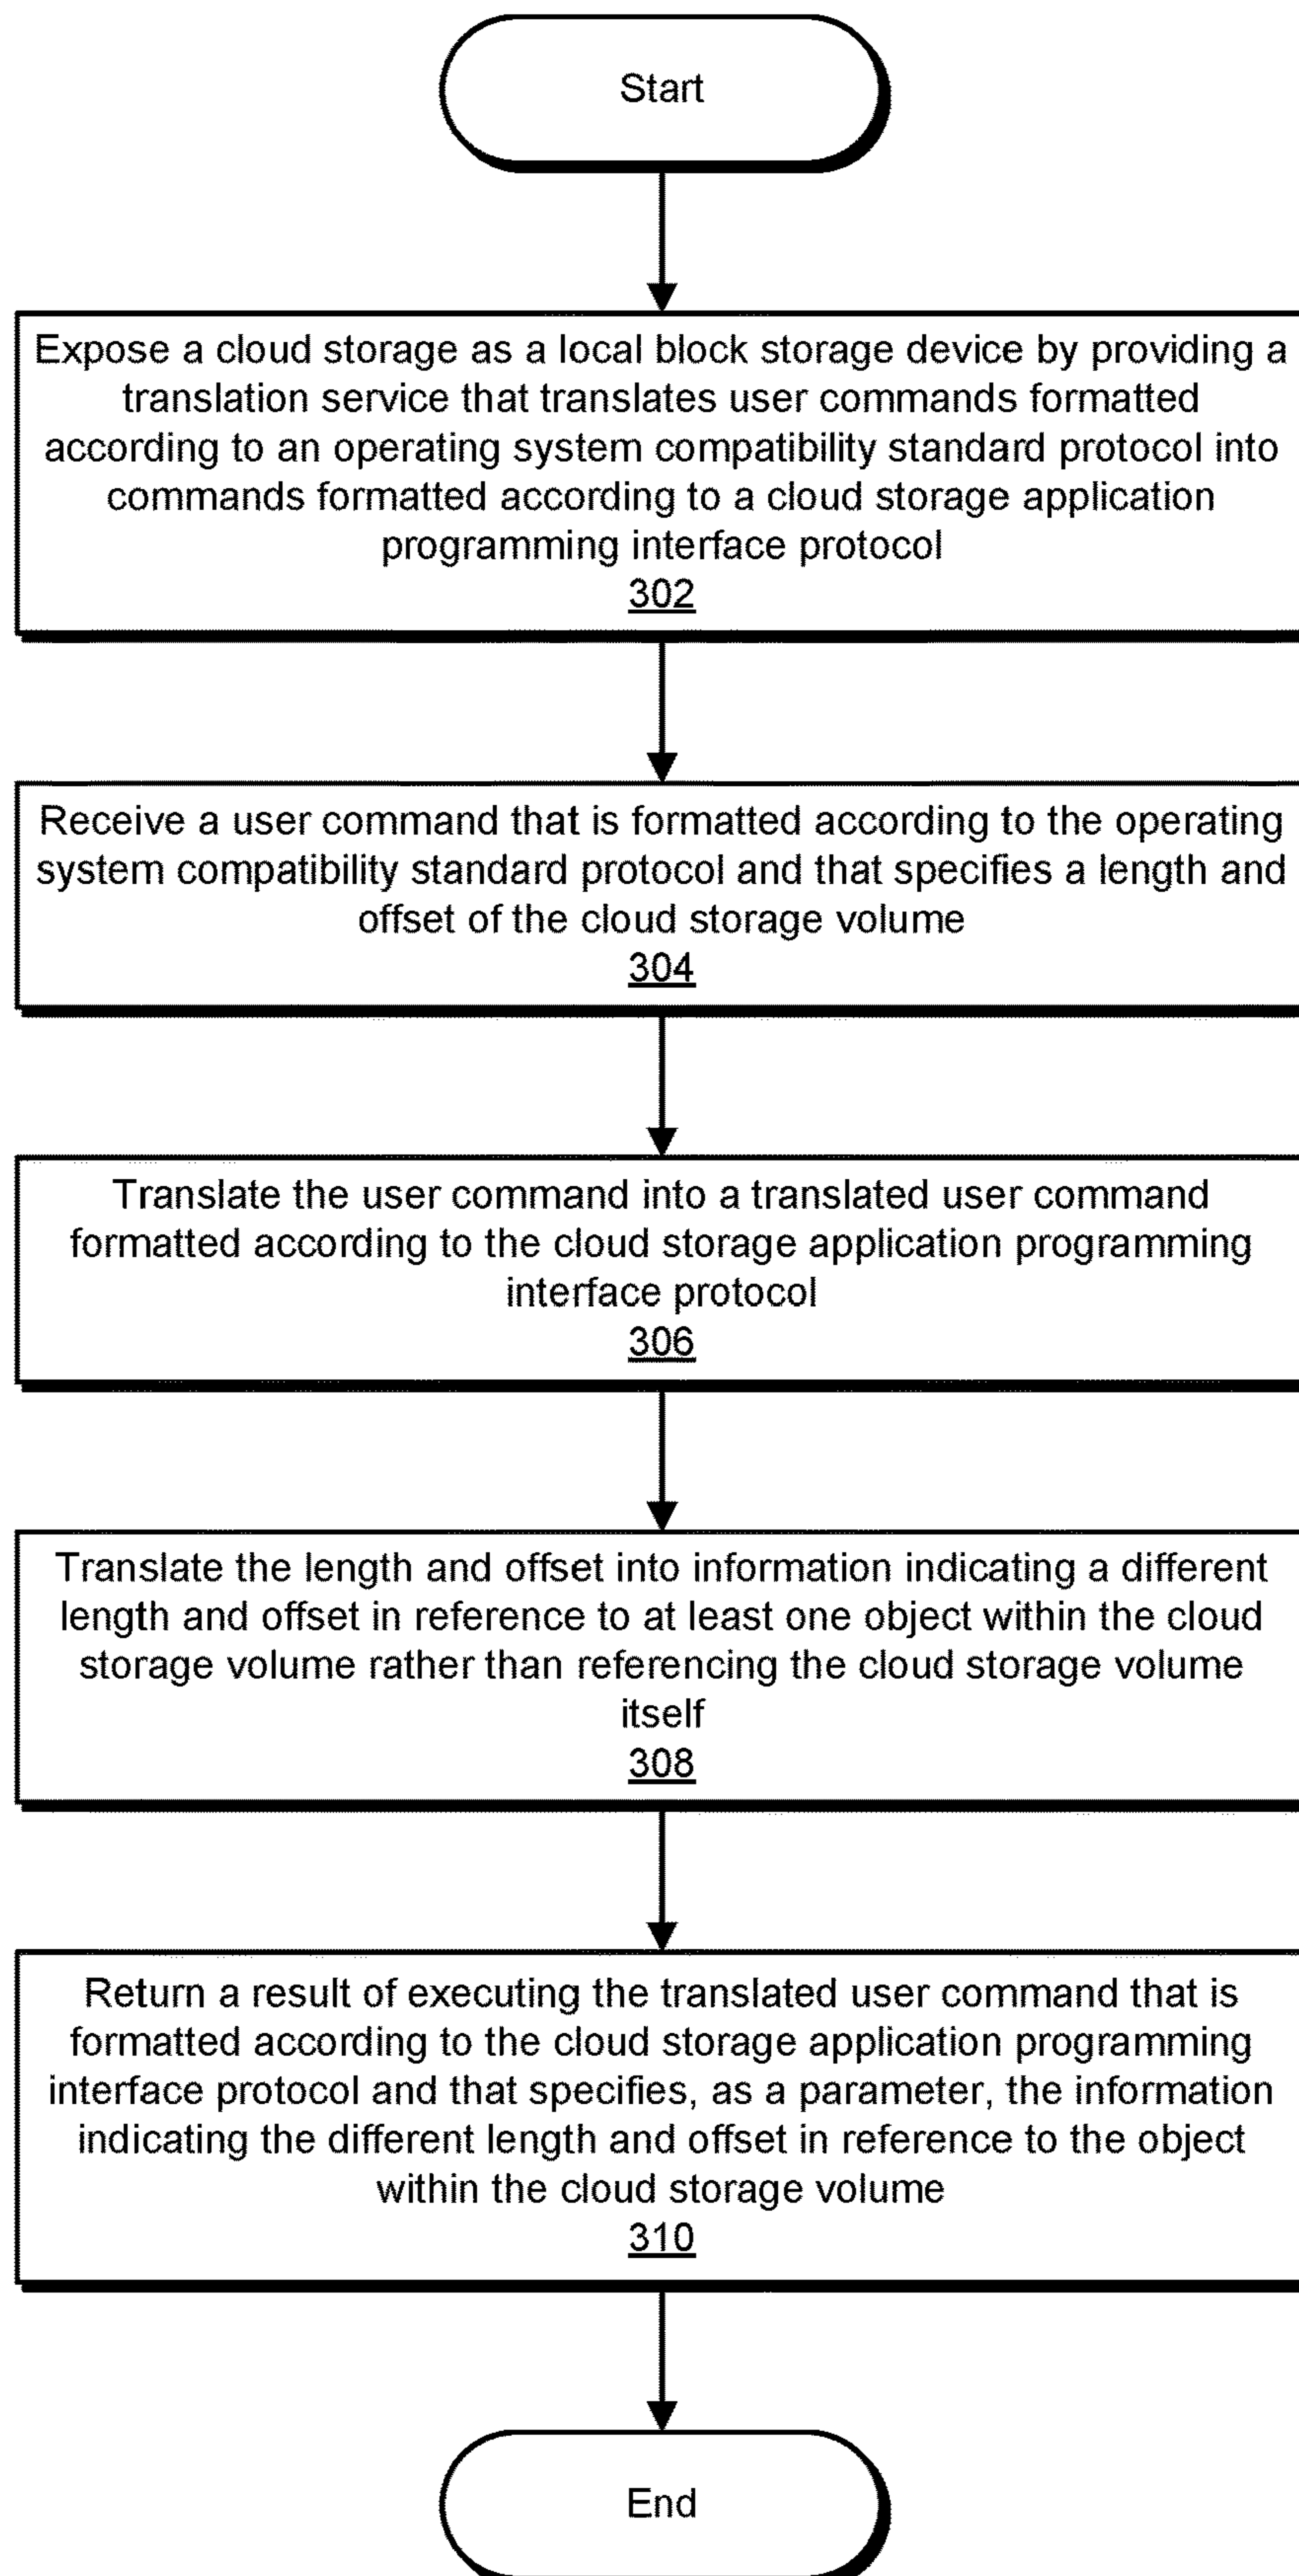 Start
Expose a cloud storage as a local block storage device by providing a
translation service that translates user commands formatted
according to an operating system compatibility standard protocol into
commands formatted according to a cloud storage application
programming interface protocol
302
Receive a user command that is formatted according to the operating
system compatibility standard protocol and that specifies a length and
offset of the cloud storage volume
304
Translate the user command into a translated user command
formatted according to the cloud storage application programming
interface protocol
306
Translate the length and offset into information indicating a different
length and offset in reference to at least one object within the cloud
storage volume rather than referencing the cloud storage volume
itself
308
Return a result of executing the translated user command that is
formatted according to the cloud storage application programming
interface protocol and that specifies, as a parameter, the information
indicating the different length and offset in reference to the object
within the cloud storage volume
310
End